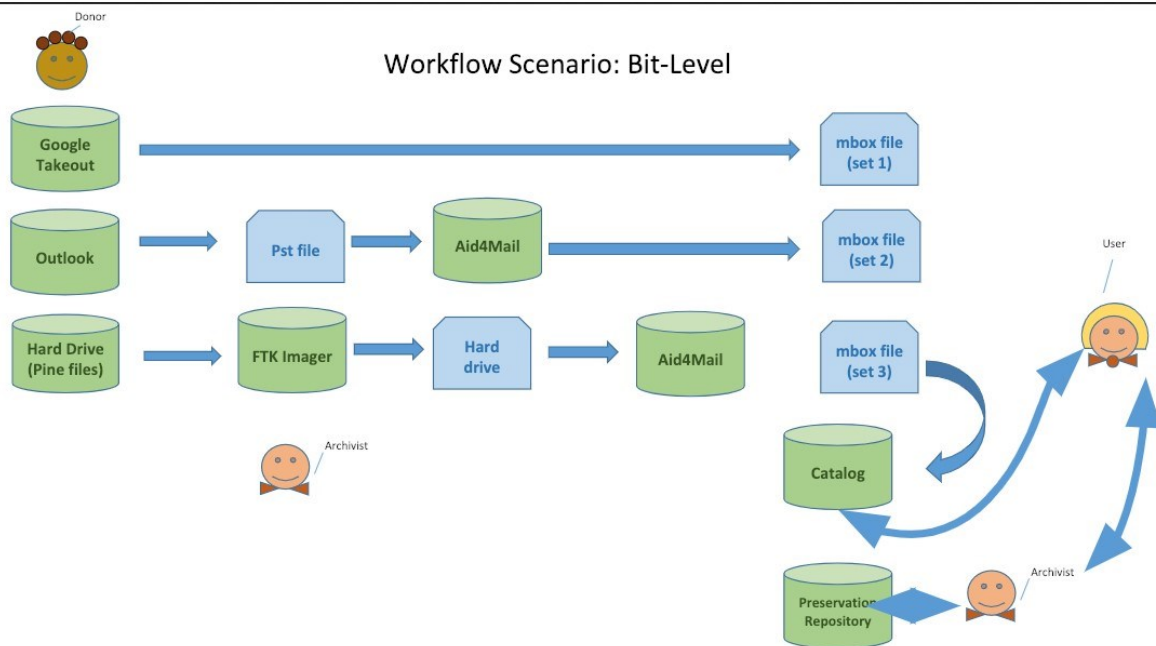 Donor
Workflow Scenario: Bit-Level
Google
Takeout
mbox file
(set 1)
Outlook
Pst file
Aid4Mail
mbox file
(set 2)
User
Hard Drive
(Pine files)
FTK Imager
Hard
drive
Aid4Mail
mbox file
(set 3)
Archivist
Catalog
Archivist
Preservation
Repository